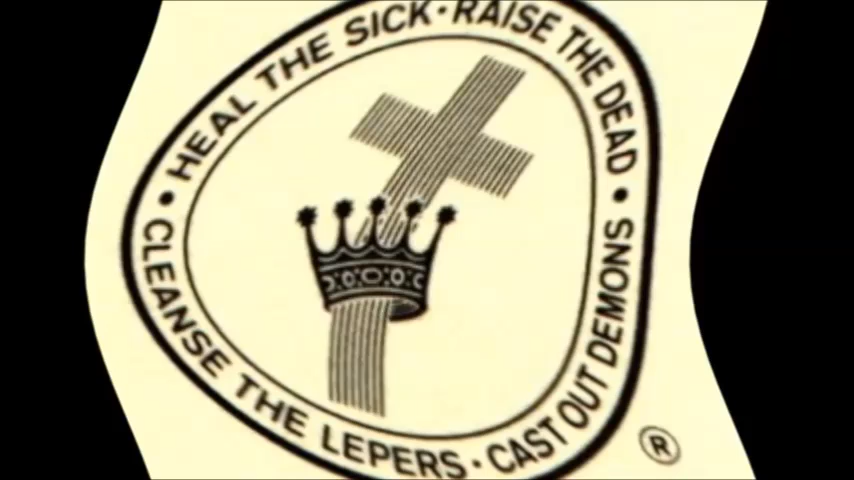 HEAL THE SICK · RAISE THE DEAD ·
CLEANSE THE LEPERS · CAST OUT DEMONS
®